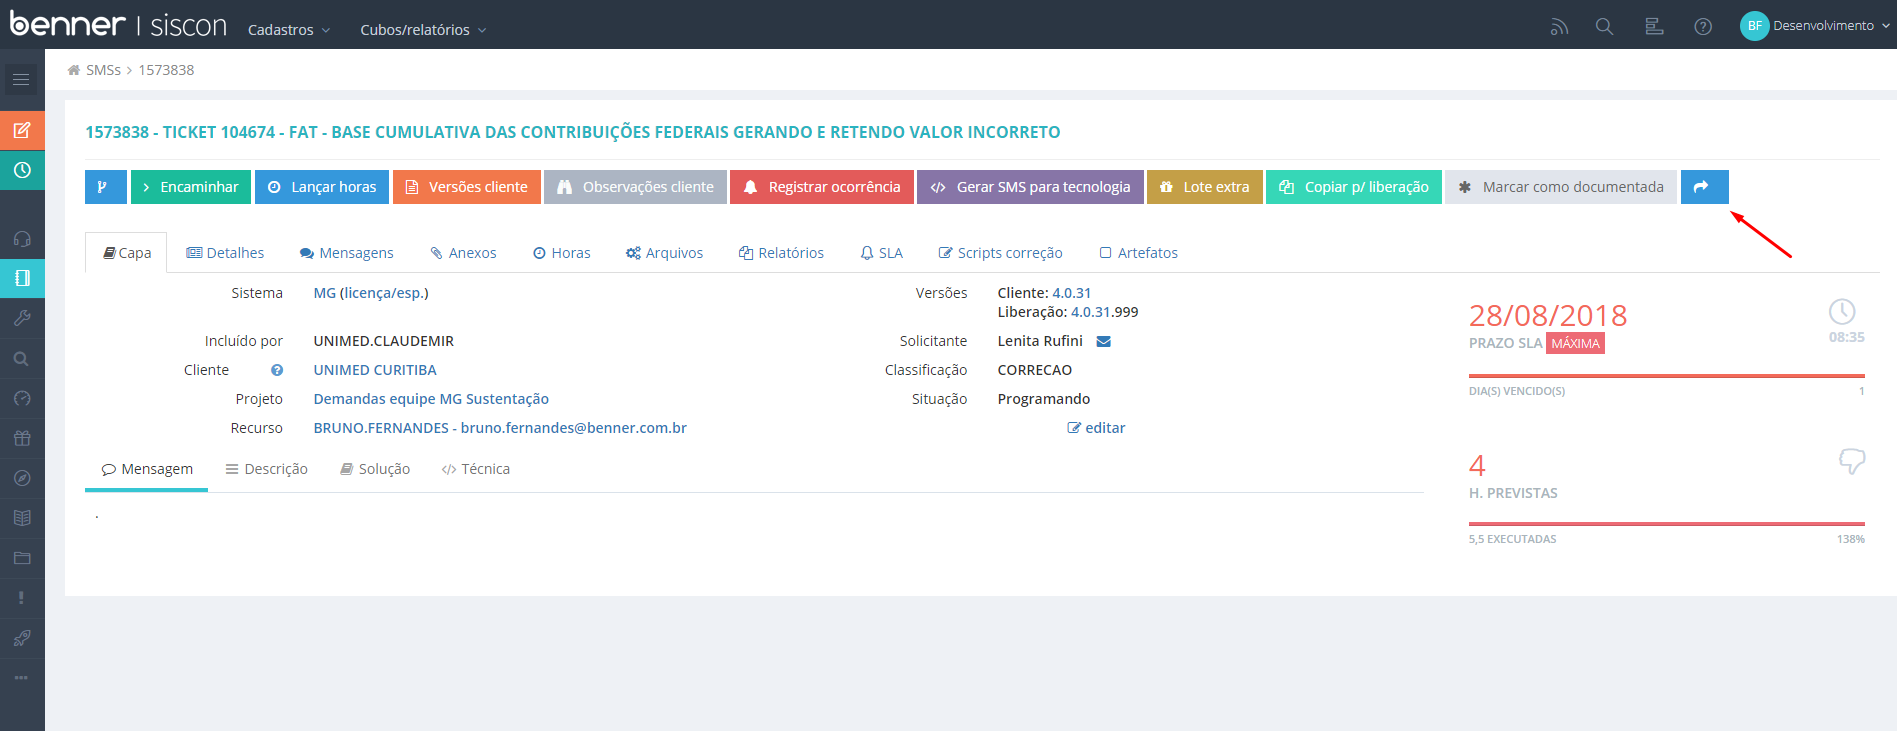 benner | siscon Cadastros Cubos/relatórios BF Desenvolvimento
SMSs > 1573838
1573838 - TICKET 104674 - FAT - BASE CUMULATIVA DAS CONTRIBUIÇÕES FEDERAIS GERANDO E RETENDO VALOR INCORRETO
Encaminhar Lançar horas Versões cliente Observações cliente Registrar ocorrência Gerar SMS para tecnologia Lote extra Copiar p/ liberação Marcar como documentada
Capa Detalhes Mensagens Anexos Horas Arquivos Relatórios SLA Scripts correção Artefatos
Sistema MG (licença/esp.)
Incluído por UNIMED.CLAUDEMIR
Cliente UNIMED CURITIBA
Projeto Demandas equipe MG Sustentação
Recurso BRUNO.FERNANDES - bruno.fernandes@benner.com.br
Versões Cliente: 4.0.31
Liberação: 4.0.31.999
Solicitante Lenita Rufini
Classificação CORRECAO
Situação Programando
editar
28/08/2018
08:35
PRAZO SLA MÁXIMA
DIA(S) VENCIDO(S) 1
4
H. PREVISTAS
5,5 EXECUTADAS 138%
Mensagem Descrição Solução Técnica
.